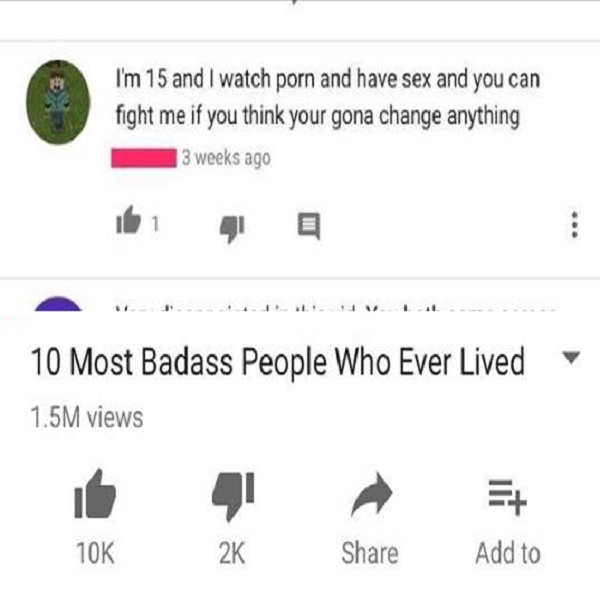 I'm 15 and I watch porn and have sex and you can
fight me if you think your gona change anything
3 weeks ago
1
10 Most Badass People Who Ever Lived
1.5M views
10K 2K Share Add to